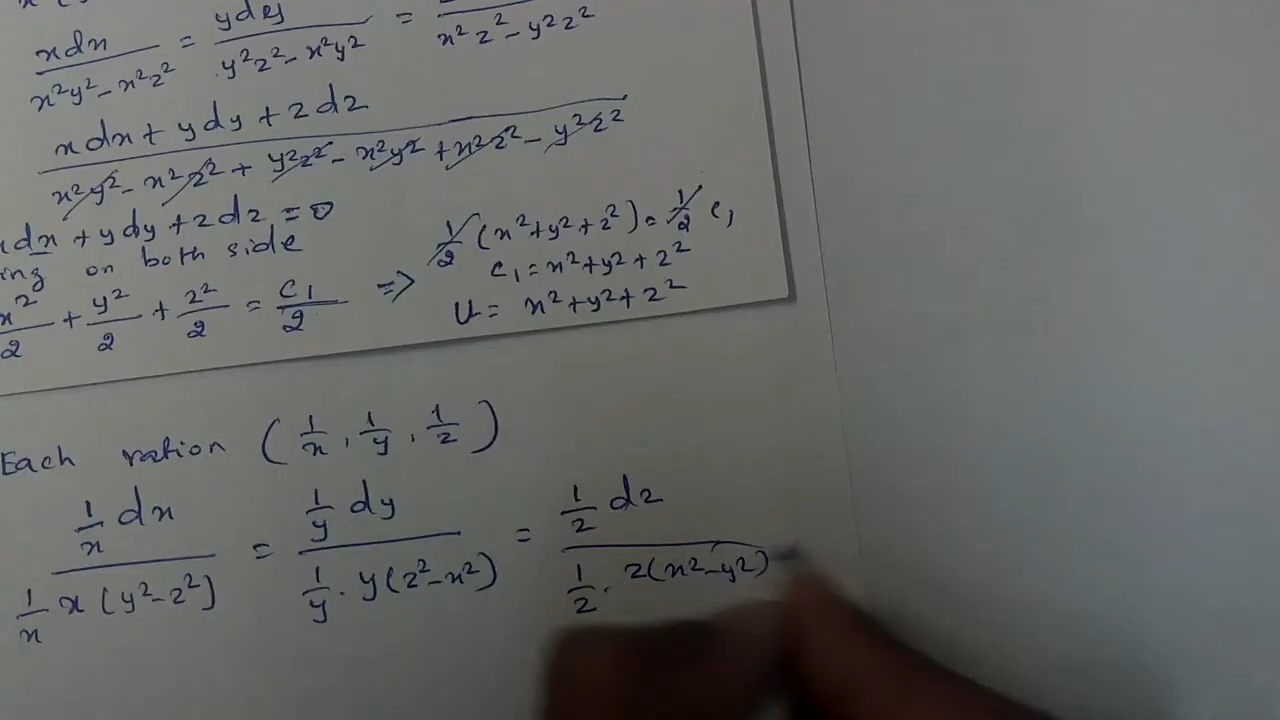 xdx/(x²y²-x²z²) = ydy/(y²z²-x²y²) = /(x²z²-y²z²)
(xdx+ydy+zdz)/(x²y²-x²z²+y²z²-x²y²+x²z²-y²z²)
xdx+ydy+zdz=0
ing on both side
x²/2 + y²/2 + z²/2 = c₁/2 => 1/2 (x²+y²+z²)=1/2 c₁
c₁=x²+y²+z²
u= x²+y²+z²
Each ration (1/x, 1/y, 1/z)
(1/x dx)/(1/x x(y²-z²)) = (1/y dy)/(1/y · y(z²-x²)) = (1/z dz)/(1/z · z(x²-y²))